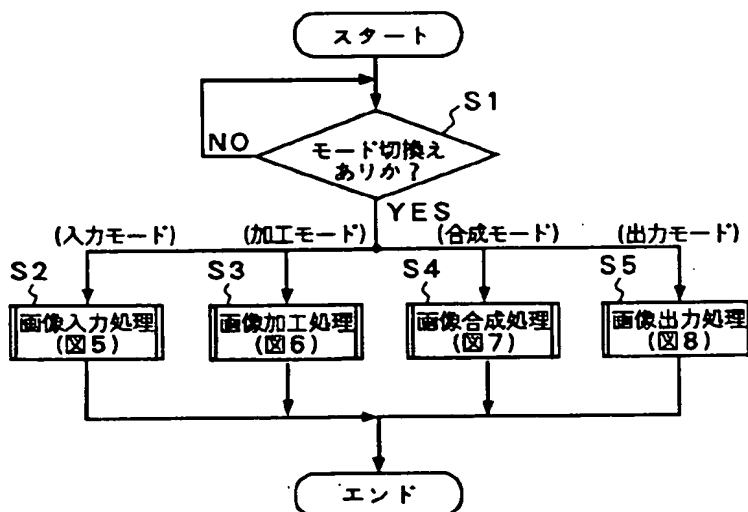 スタート
S1
NO
モード切換え
ありか?
YES
(入力モード) (加工モード) (合成モード) (出力モード)
S2 S3 S4 S5
画像入力処理 画像加工処理 画像合成処理 画像出力処理
(図5) (図6) (図7) (図8)
エンド